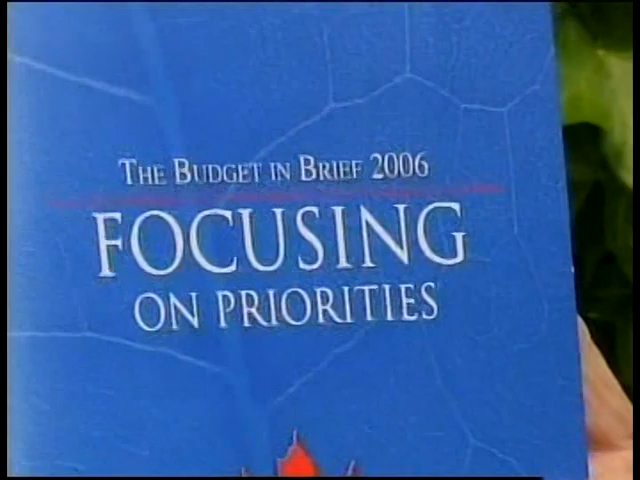 THE BUDGET IN BRIEF 2006
FOCUSING
ON PRIORITIES